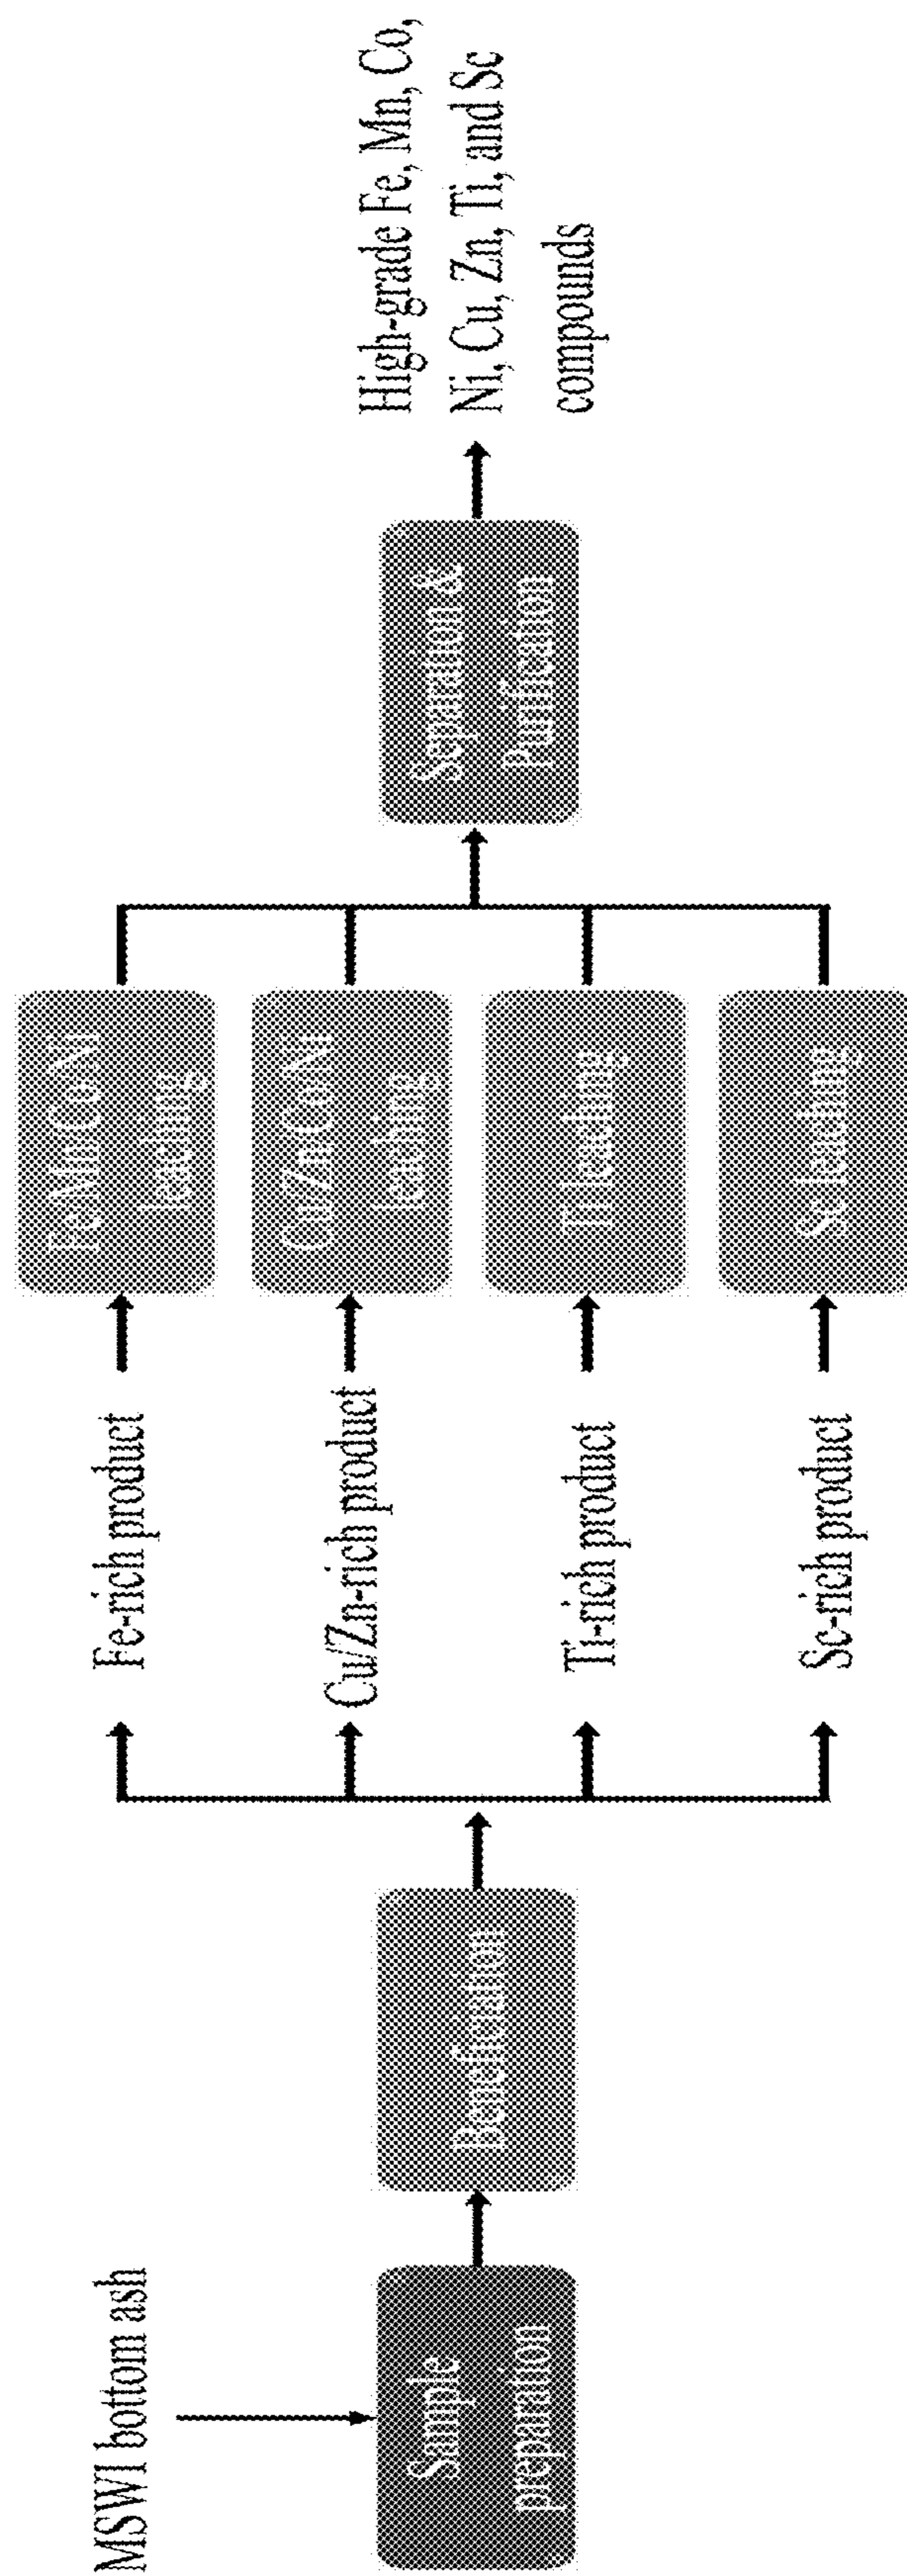 MSWI bottom ash
Sample
preparation
Beneficiation
Fe-rich product
Cu/Zn-rich product
Ti-rich product
Sc-rich product
Fe/Mn/Co/Ni
leaching
Cu/Zn/Co/Ni
leaching
Ti leaching
Sc leaching
Separation &
Purification
High-grade Fe, Mn, Co,
Ni, Cu, Zn, Ti, and Sc
compounds